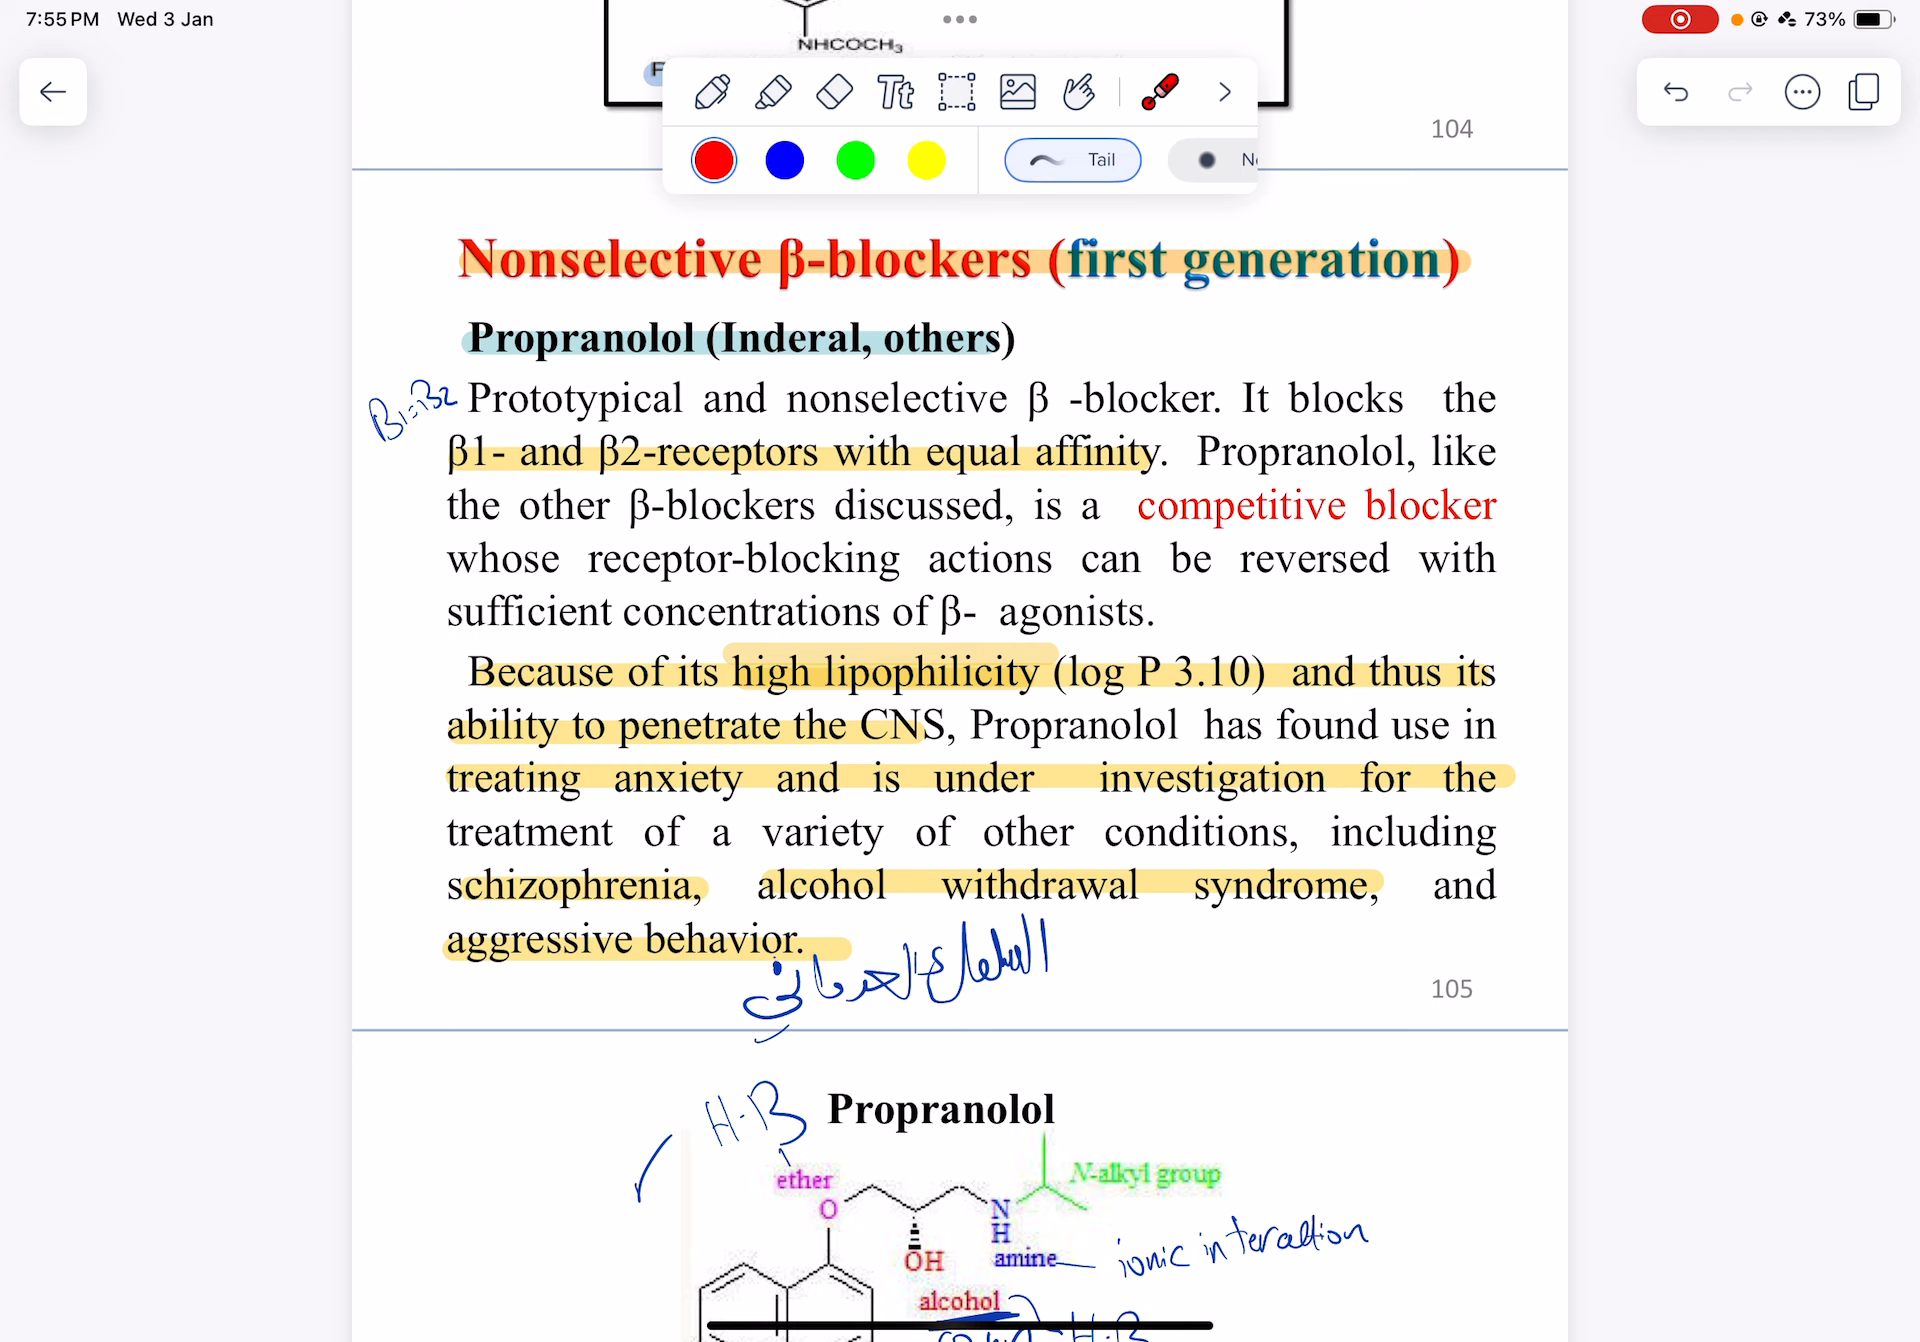 7:55 PM Wed 3 Jan
73%
NHCOCH₃
F
Tail
104
Nonselective β-blockers (first generation)
Propranolol (Inderal, others)
B1=B2
Prototypical and nonselective β -blocker. It blocks the
β1- and β2-receptors with equal affinity. Propranolol, like
the other β-blockers discussed, is a competitive blocker
whose receptor-blocking actions can be reversed with
sufficient concentrations of β- agonists.
Because of its high lipophilicity (log P 3.10) and thus its
ability to penetrate the CNS, Propranolol has found use in
treating anxiety and is under investigation for the
treatment of a variety of other conditions, including
schizophrenia, alcohol withdrawal syndrome, and
aggressive behavior.
105
H-B
Propranolol
ether
N-alkyl group
O
N
H
OH
amine
ionic interaction
alcohol
H-B